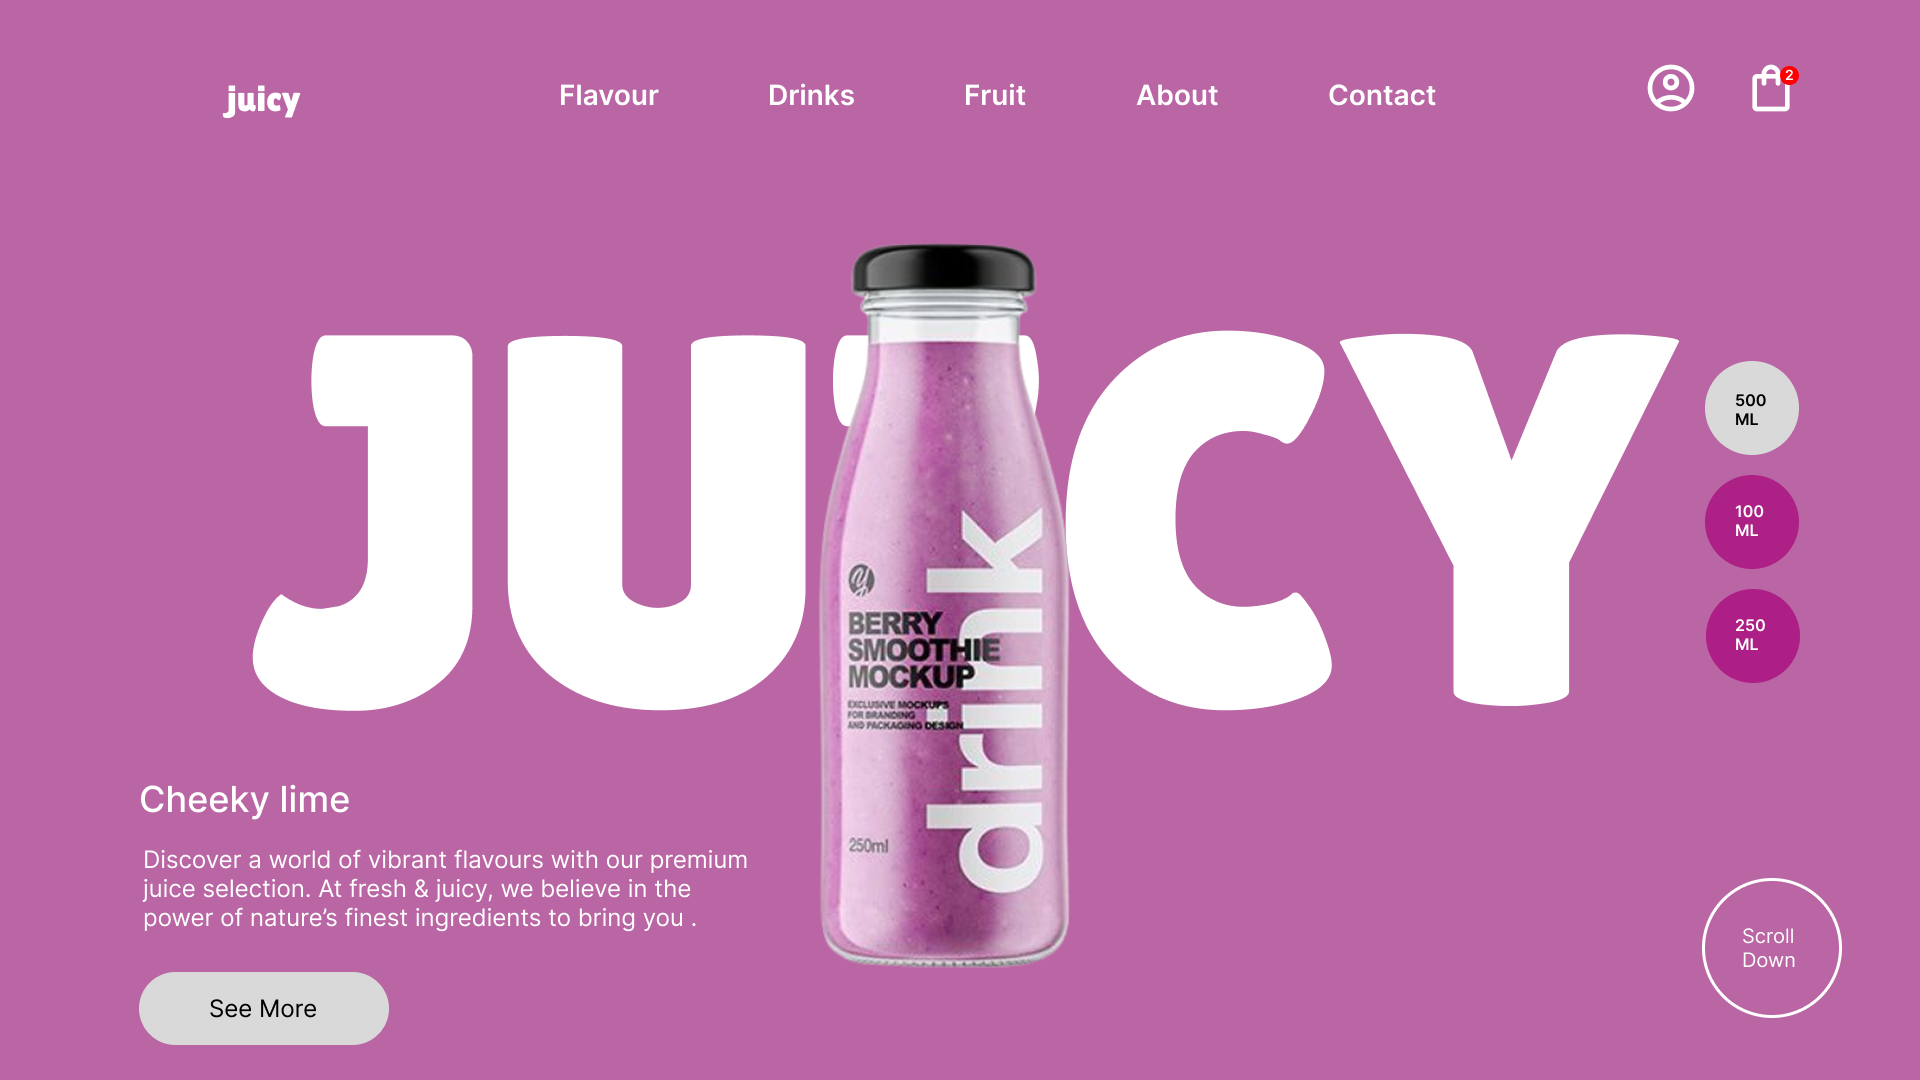 juicy
Flavour
Drinks
Fruit
About
Contact
2
JUICY
500
ML
100
ML
250
ML
drink
BERRY
SMOOTHIE
MOCKUP
EXCLUSIVE MOCKUPS
FOR BRANDING
AND PACKAGING DESIGN
250ml
Cheeky lime
Discover a world of vibrant flavours with our premium
juice selection. At fresh & juicy, we believe in the
power of nature’s finest ingredients to bring you .
See More
Scroll
Down